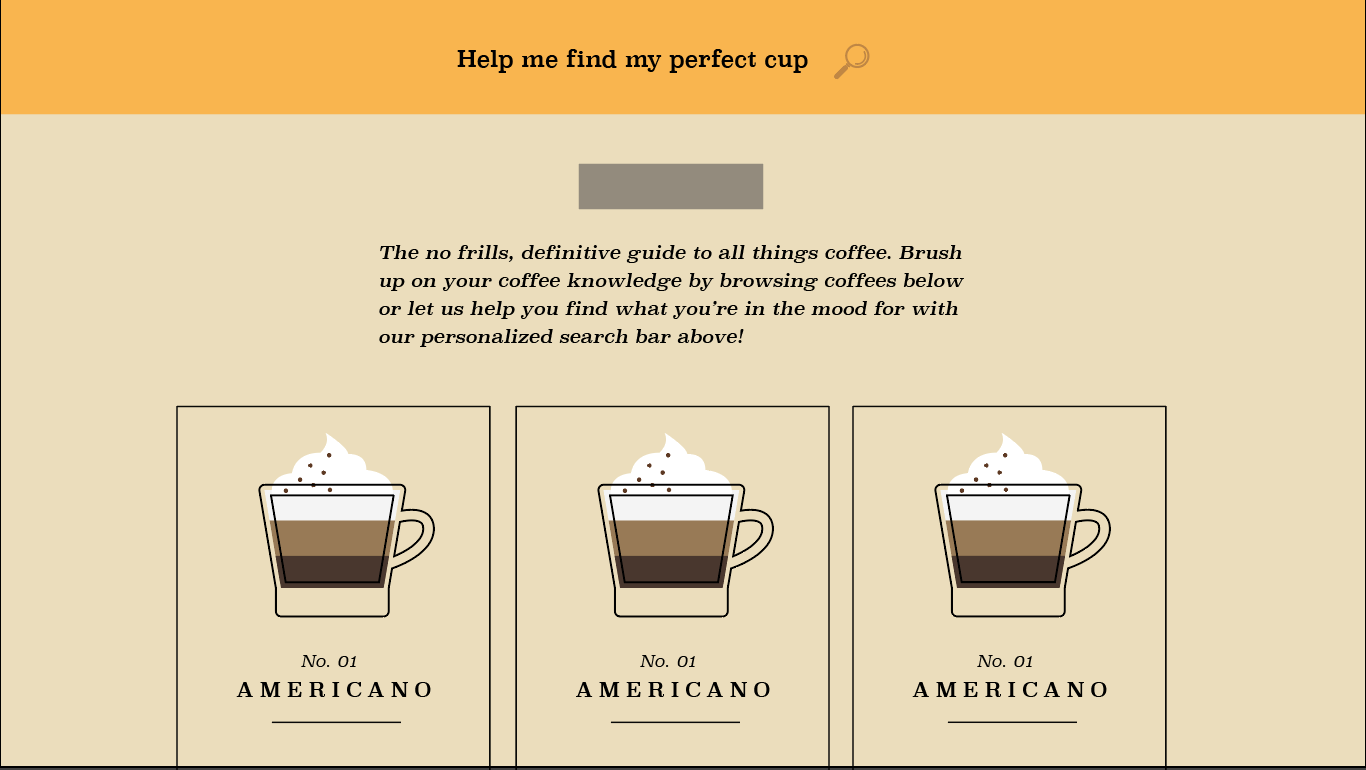 Help me find my perfect cup
The no frills, definitive guide to all things coffee. Brush
up on your coffee knowledge by browsing coffees below
or let us help you find what you’re in the mood for with
our personalized search bar above!
No. 01
AMERICANO
No. 01
AMERICANO
No. 01
AMERICANO